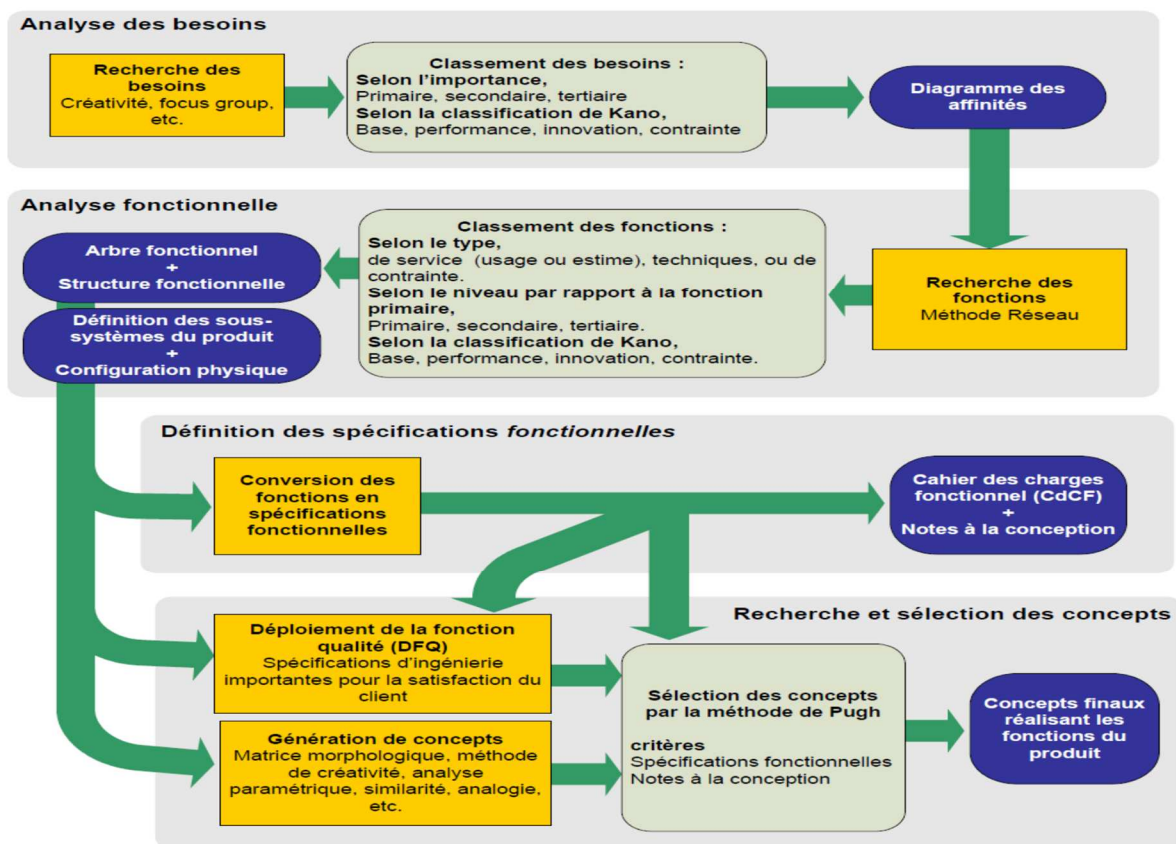 Analyse des besoins
Recherche des
besoins
Créativité, focus group,
etc.
Classement des besoins :
Selon l'importance,
Primaire, secondaire, tertiaire
Selon la classification de Kano,
Base, performance, innovation, contrainte
Diagramme des
affinités
Analyse fonctionnelle
Arbre fonctionnel
+
Structure fonctionnelle
Définition des sous-
systèmes du produit
+
Configuration physique
Classement des fonctions :
Selon le type,
de service (usage ou estime), techniques, ou de
contrainte.
Selon le niveau par rapport à la fonction
primaire,
Primaire, secondaire, tertiaire.
Selon la classification de Kano,
Base, performance, innovation, contrainte.
Recherche des
fonctions
Méthode Réseau
Définition des spécifications fonctionnelles
Conversion des
fonctions en
spécifications
fonctionnelles
Cahier des charges
fonctionnel (CdCF)
+
Notes à la conception
Recherche et sélection des concepts
Déploiement de la fonction
qualité (DFQ)
Spécifications d'ingénierie
importantes pour la satisfaction du
client
Génération de concepts
Matrice morphologique, méthode
de créativité, analyse
paramétrique, similarité, analogie,
etc.
Sélection des concepts
par la méthode de Pugh
critères
Spécifications fonctionnelles
Notes à la conception
Concepts finaux
réalisant les
fonctions du
produit